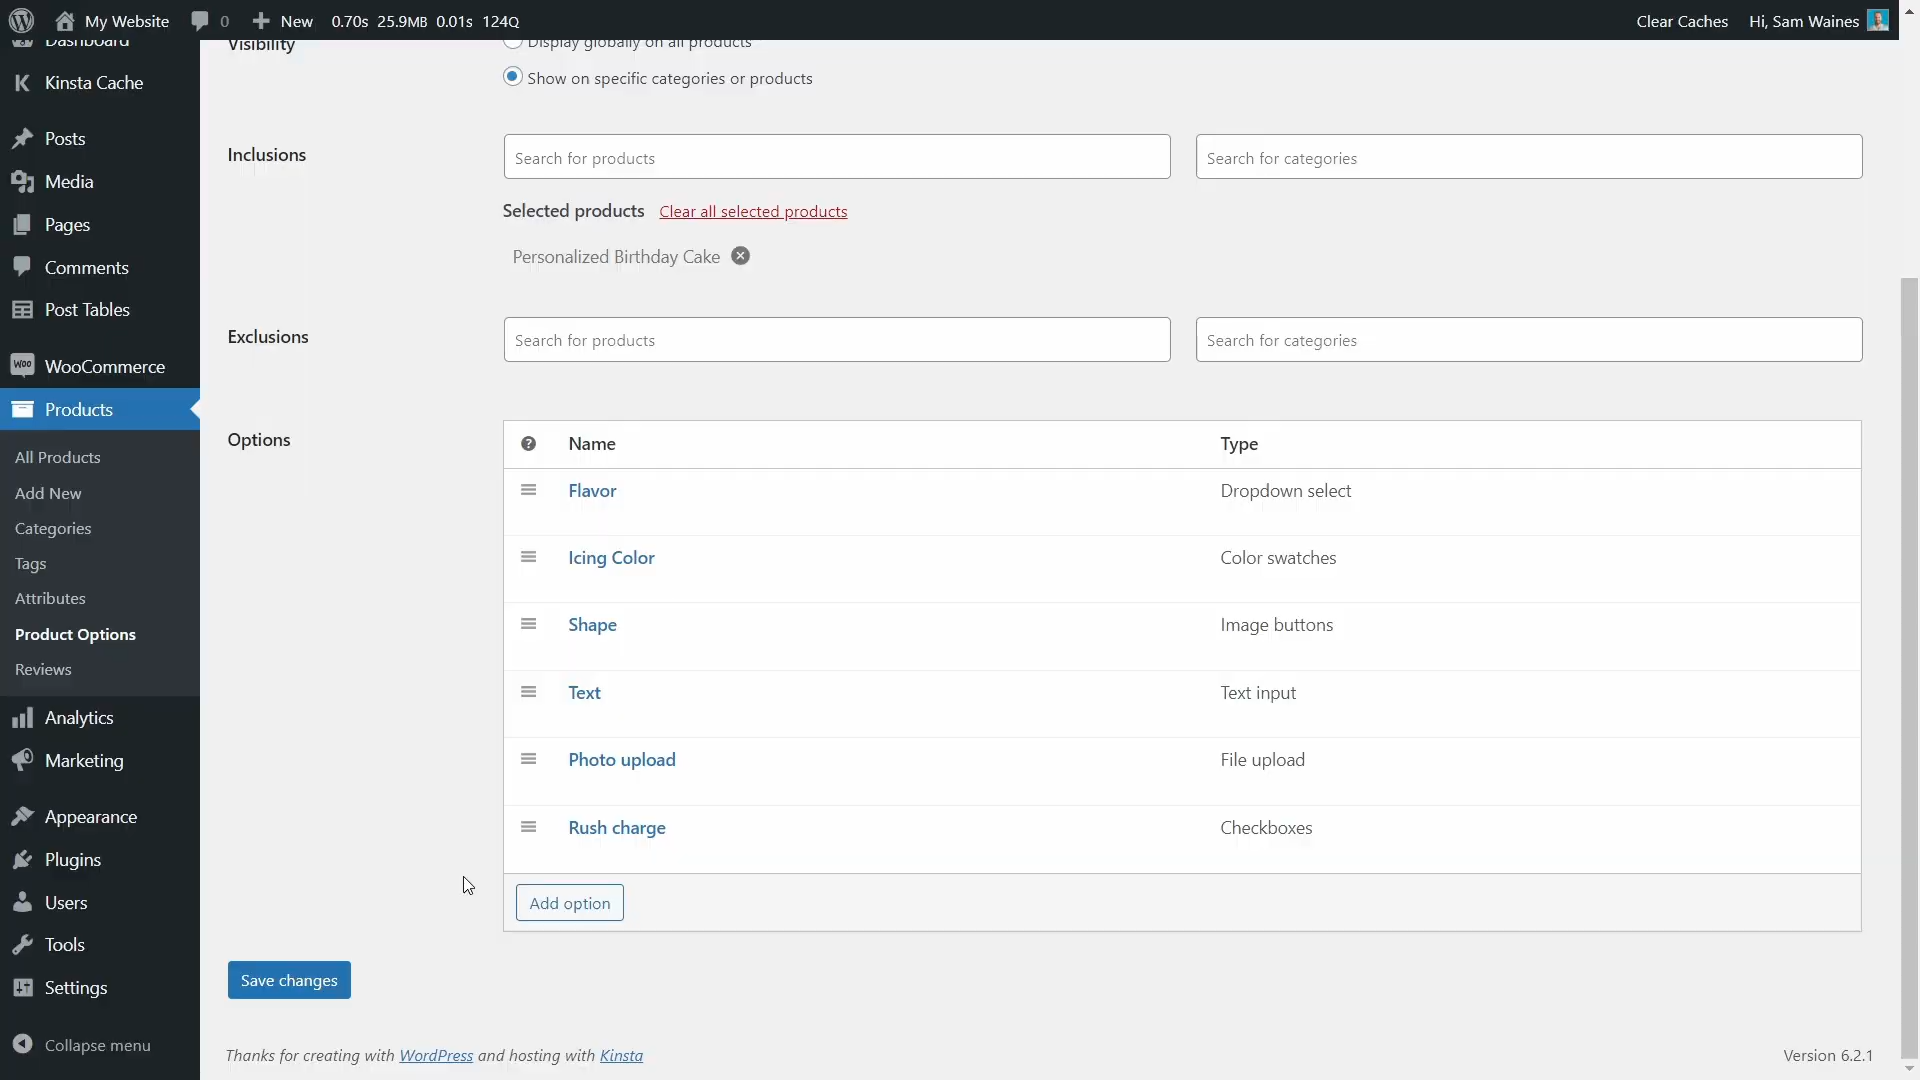 My Website
0
New
0.70s 25.9MB 0.01s 124Q
Clear Caches
Hi, Sam Waines
Dashboard
Kinsta Cache
Posts
Media
Pages
Comments
Post Tables
Woo
WooCommerce
Products
All Products
Add New
Categories
Tags
Attributes
Product Options
Reviews
Analytics
Marketing
Appearance
Plugins
Users
Tools
Settings
Collapse menu
Visibility
Display globally on all products
Show on specific categories or products
Inclusions
Search for products
Search for categories
Selected products Clear all selected products
Personalized Birthday Cake
Exclusions
Search for products
Search for categories
Options
Name
Type
Flavor
Dropdown select
Icing Color
Color swatches
Shape
Image buttons
Text
Text input
Photo upload
File upload
Rush charge
Checkboxes
Add option
Save changes
Thanks for creating with WordPress and hosting with Kinsta
Version 6.2.1